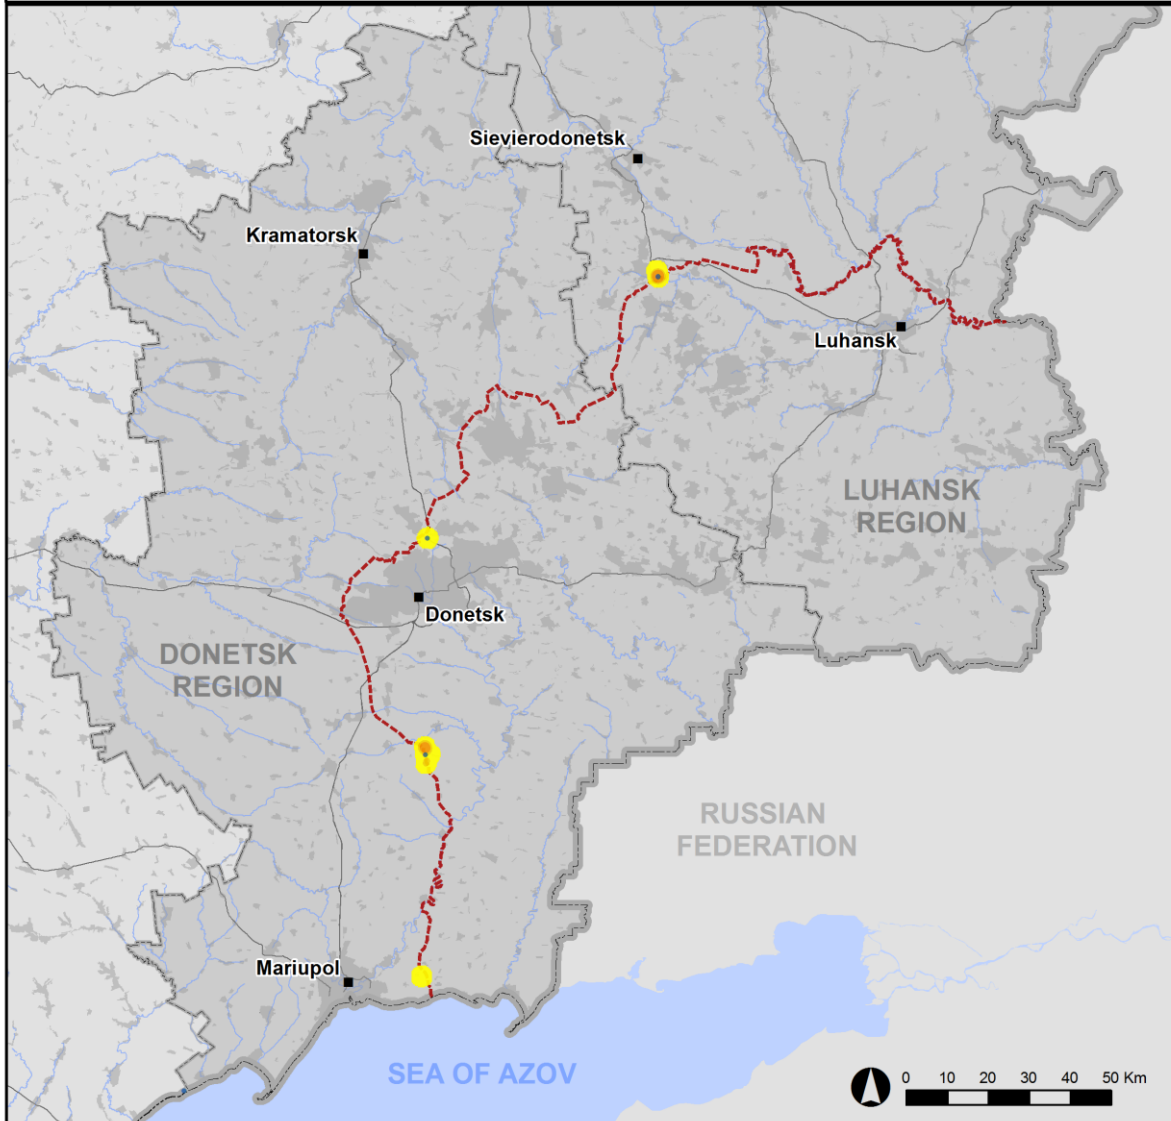 Sievierodonetsk
Kramatorsk
Luhansk
LUHANSK
REGION
Donetsk
DONETSK
REGION
RUSSIAN
FEDERATION
Mariupol
SEA OF AZOV
0 10 20 30 40 50 Km